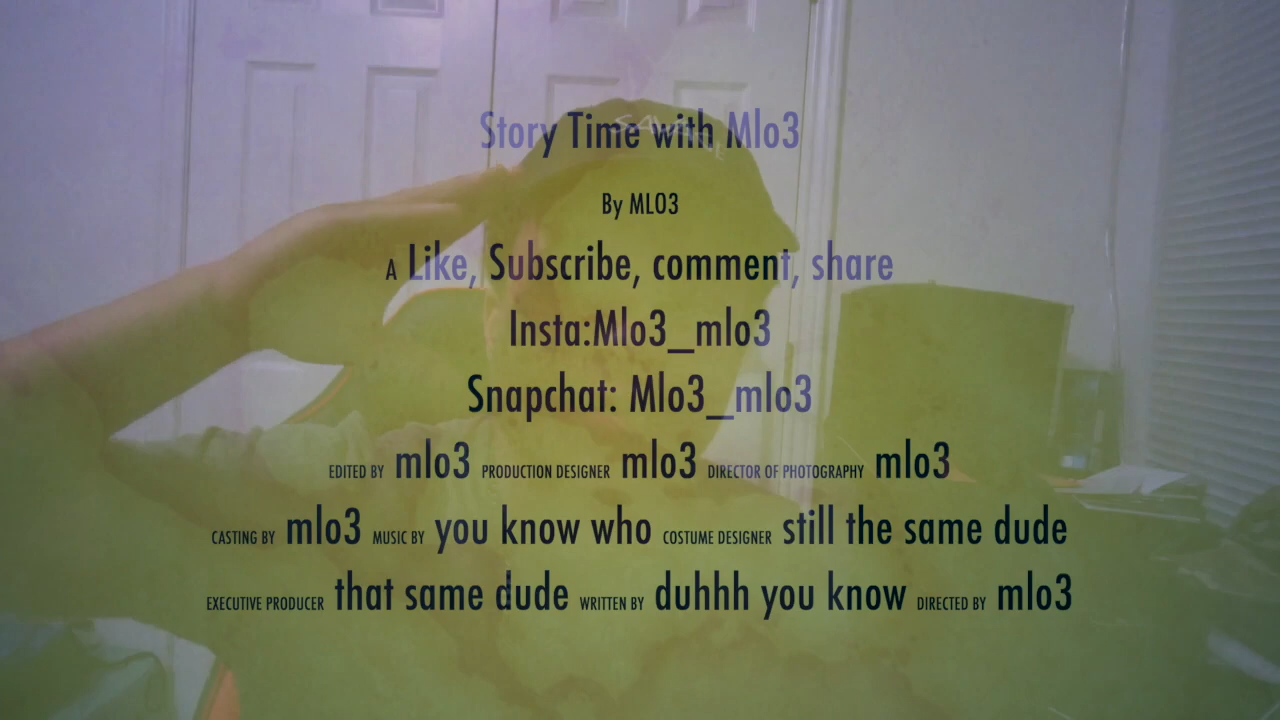 Story Time with Mlo3
By MLO3
A Like, Subscribe, comment, share
Insta:Mlo3_mlo3
Snapchat: Mlo3_mlo3
EDITED BY mlo3 PRODUCTION DESIGNER mlo3 DIRECTOR OF PHOTOGRAPHY mlo3
CASTING BY mlo3 MUSIC BY you know who COSTUME DESIGNER still the same dude
EXECUTIVE PRODUCER that same dude WRITTEN BY duhhh you know DIRECTED BY mlo3